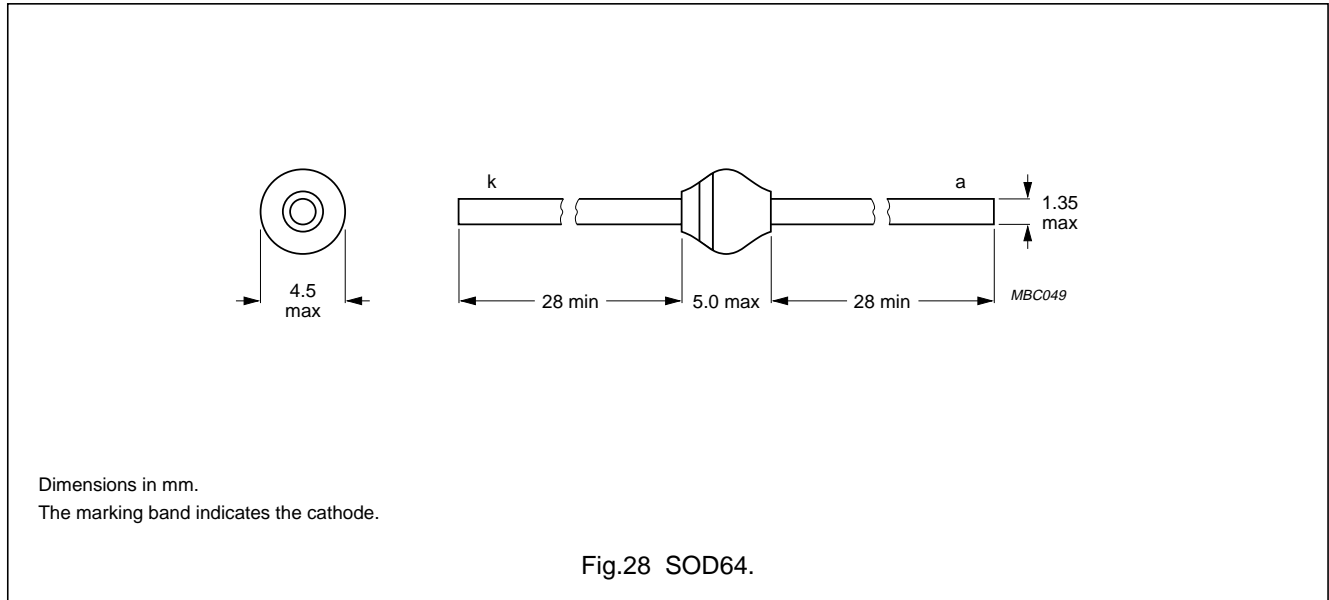 k
a
1.35
max
4.5
max
28 min
5.0 max
28 min
MBC049
Dimensions in mm.
The marking band indicates the cathode.
Fig.28 SOD64.